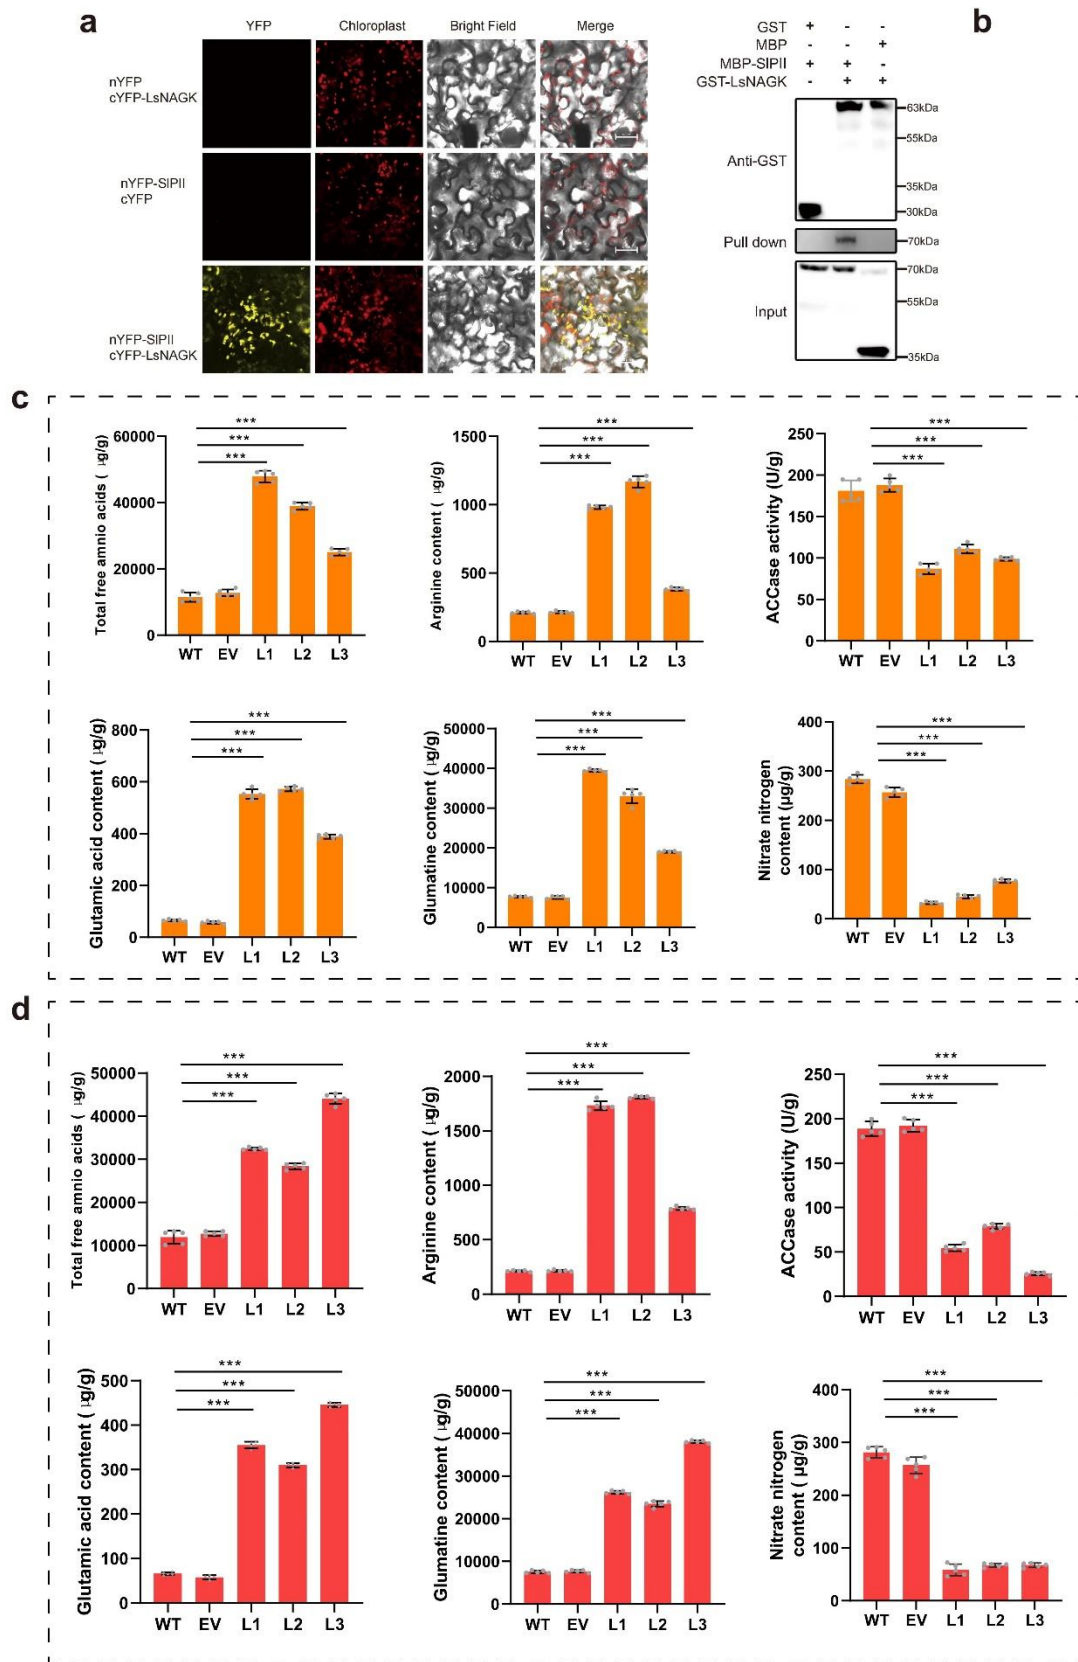 a
YFP
Chloroplast
Bright Field
Merge
nYFP
cYFP-LsNAGK
nYFP-SlPII
cYFP
nYFP-SlPII
cYFP-LsNAGK
b
GST + - -
MBP - - +
MBP-SlPII + + -
GST-LsNAGK - + +
Anti-GST
63kDa
55kDa
35kDa
30kDa
Pull down
70kDa
Input
70kDa
55kDa
35kDa
c
Total free amnio acids ( μg/g)
60000
40000
20000
0
***
***
***
WT EV L1 L2 L3
Arginine content ( μg/g)
1500
1000
500
0
***
***
***
WT EV L1 L2 L3
ACCase activity (U/g)
250
200
150
100
50
0
***
***
***
WT EV L1 L2 L3
Glutamic acid content ( μg/g)
800
600
400
200
0
***
***
***
WT EV L1 L2 L3
Glumatine content ( μg/g)
50000
40000
30000
20000
10000
0
***
***
***
WT EV L1 L2 L3
Nitrate nitrogen
content (μg/g)
400
300
200
100
0
***
***
***
WT EV L1 L2 L3
d
Total free amnio acids ( μg/g)
50000
40000
30000
20000
10000
0
***
***
***
WT EV L1 L2 L3
Arginine content ( μg/g)
2000
1500
1000
500
0
***
***
***
WT EV L1 L2 L3
ACCase activity (U/g)
250
200
150
100
50
0
***
***
***
WT EV L1 L2 L3
Glutamic acid content ( μg/g)
500
400
300
200
100
0
***
***
***
WT EV L1 L2 L3
Glumatine content ( μg/g)
50000
40000
30000
20000
10000
0
***
***
***
WT EV L1 L2 L3
Nitrate nitrogen
content ( μg/g)
400
300
200
100
0
***
***
***
WT EV L1 L2 L3